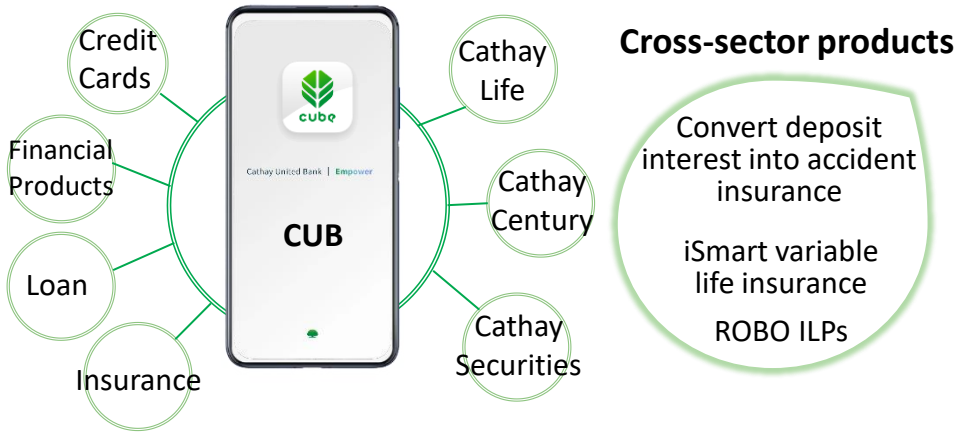 Credit
Cards
Financial
Products
Loan
Insurance
cube
Cathay United Bank | Empower
CUB
Cathay
Life
Cathay
Century
Cathay
Securities
Cross-sector products
Convert deposit
interest into accident
insurance
iSmart variable
life insurance
ROBO ILPs